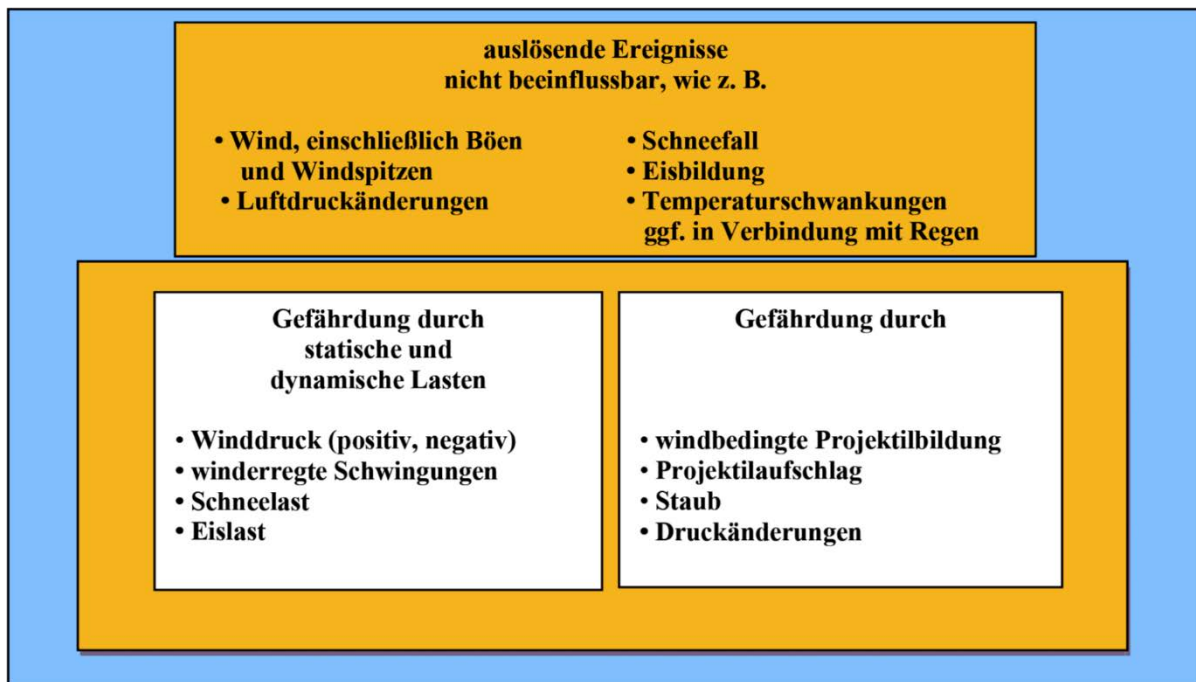 auslösende Ereignisse
nicht beeinflussbar, wie z. B.
• Wind, einschließlich Böen
und Windspitzen
• Luftdruckänderungen
• Schneefall
• Eisbildung
• Temperaturschwankungen
ggf. in Verbindung mit Regen
Gefährdung durch
statische und
dynamische Lasten
• Winddruck (positiv, negativ)
• winderregte Schwingungen
• Schneelast
• Eislast
Gefährdung durch
• windbedingte Projektilbildung
• Projektilaufschlag
• Staub
• Druckänderungen